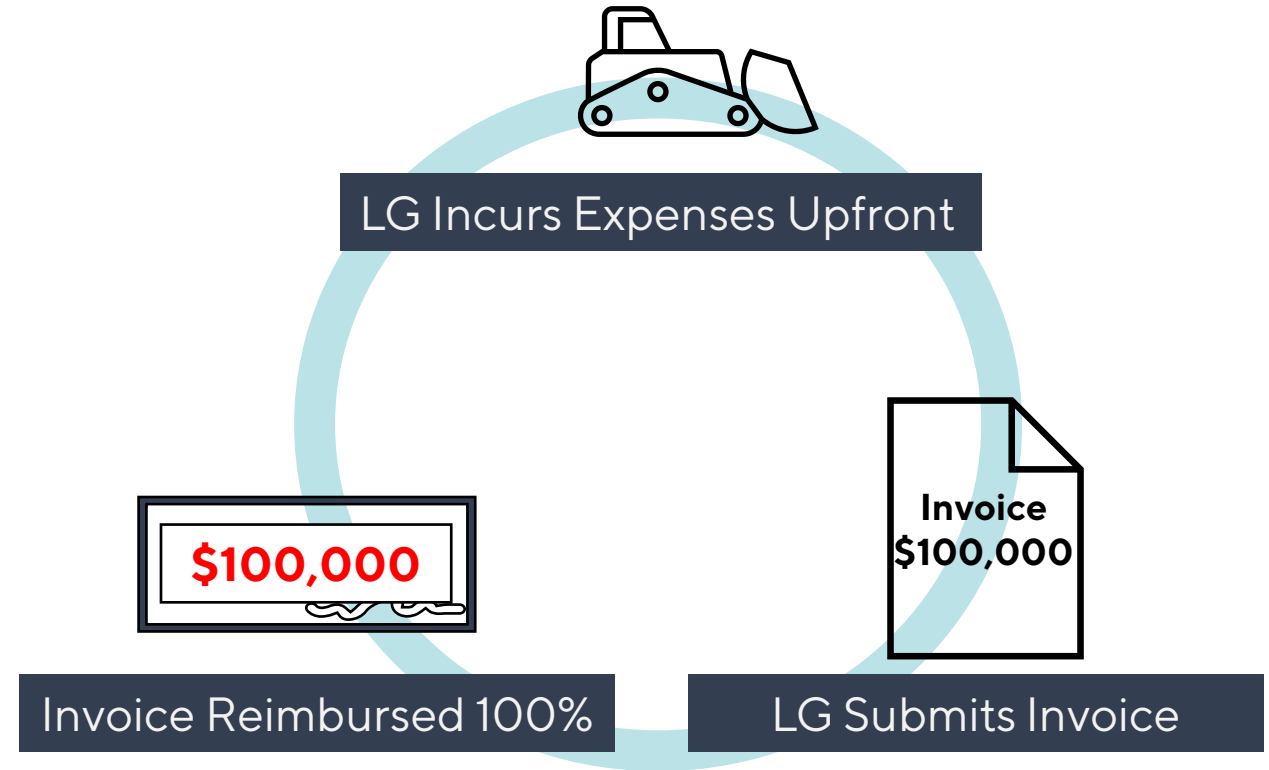 LG Incurs Expenses Upfront
Invoice
$100,000
$100,000
Invoice Reimbursed 100%
LG Submits Invoice